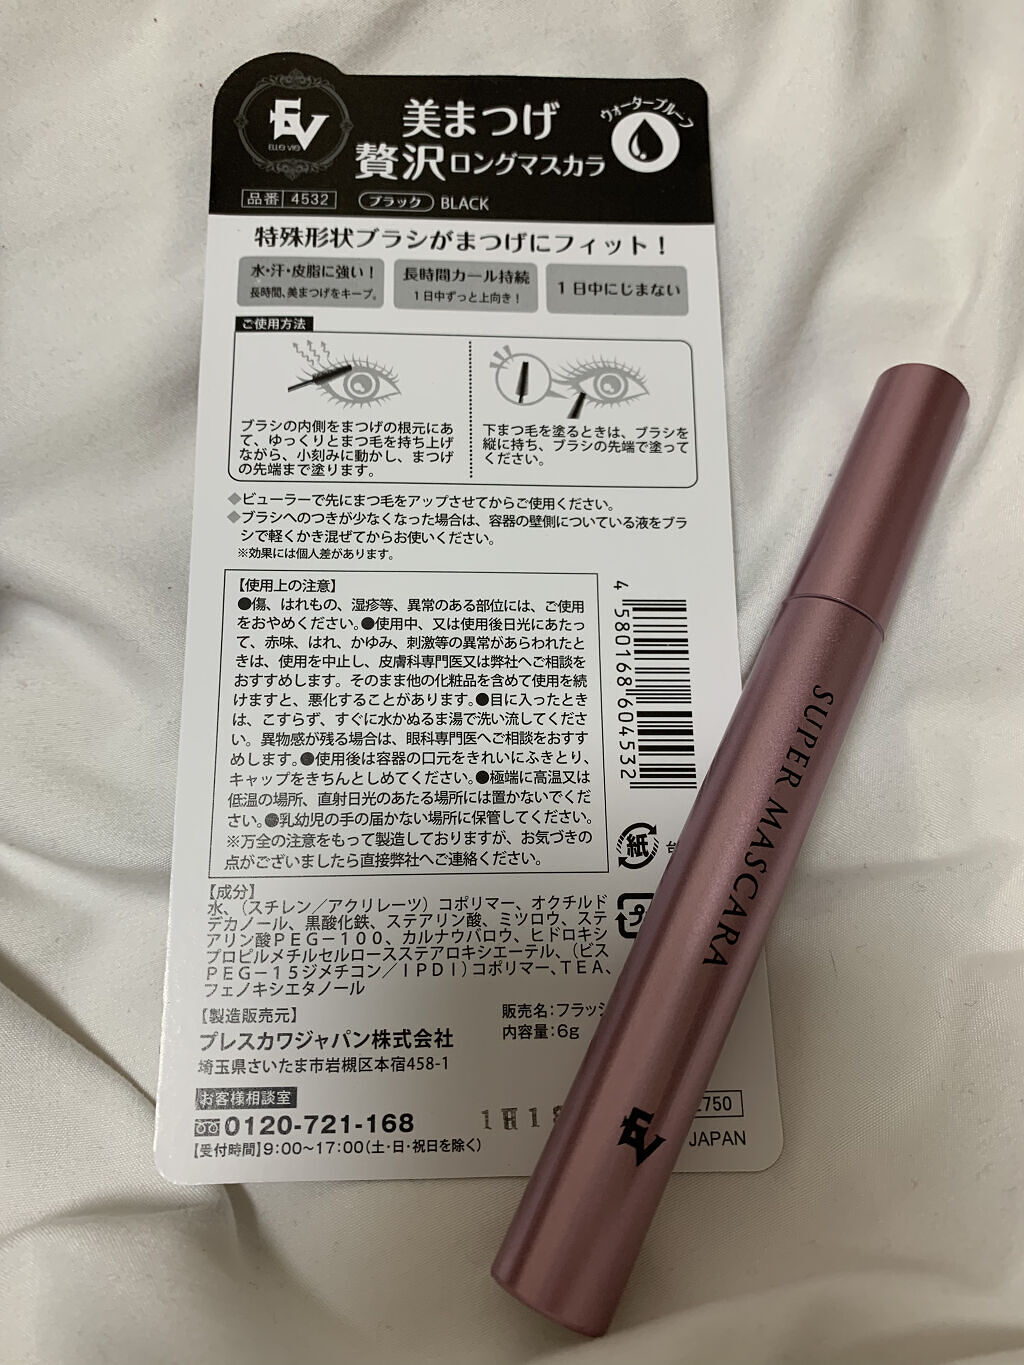 EV
ELLe VIe
美まつげ
贅沢ロングマスカラ
ウォータープルーフ
品番 4532
ブラック BLACK
特殊形状ブラシがまつげにフィット！
水・汗・皮脂に強い！
長時間、美まつげをキープ。
長時間カール持続
1日中ずっと上向き！
1日中にじまない
ご使用方法
ブラシの内側をまつげの根元にあ
て、ゆっくりとまつ毛を持ち上げ
ながら、小刻みに動かし、まつげ
の先端まで塗ります。
下まつ毛を塗るときは、ブラシを
縦に持ち、ブラシの先端で塗って
ください。
◆ビューラーで先にまつ毛をアップさせてからご使用ください。
◆ブラシへのつきが少なくなった場合は、容器の壁側についている液をブラ
シで軽くかき混ぜてからお使いください。
※効果には個人差があります。
【使用上の注意】
●傷、はれもの、湿疹等、異常のある部位には、ご使用
をおやめください。●使用中、又は使用後日光にあたっ
て、赤味、はれ、かゆみ、刺激等の異常があらわれたと
きは、使用を中止し、皮膚科専門医又は弊社へご相談を
おすすめします。そのまま他の化粧品を含めて使用を続
けますと、悪化することがあります。●目に入ったとき
は、こすらず、すぐに水かぬるま湯で洗い流してくださ
い。異物感が残る場合は、眼科専門医へご相談をおすす
めします。●使用後は容器の口元をきれいにふきとり、
キャップをきちんとしめてください。●極端に高温又は
低温の場所、直射日光のあたる場所には置かないでくだ
さい。●乳幼児の手の届かない場所に保管してください。
※万全の注意をもって製造しておりますが、お気づきの
点がございましたら直接弊社へご連絡ください。
4 580168 604532
紙
台
【成分】
水、（スチレン／アクリレーツ）コポリマー、オクチルド
デカノール、黒酸化鉄、ステアリン酸、ミツロウ、ステ
アリン酸ＰＥＧ－１００、カルナウバロウ、ヒドロキシ
プロピルメチルセルロースステアロキシエーテル、（ビス
ＰＥＧ－１５ジメチコン／ＩＰＤＩ）コポリマー、ＴＥＡ、
フェノキシエタノール
【製造販売元】
プレスカワジャパン株式会社
埼玉県さいたま市岩槻区本宿458-1
販売名：フラッシ
内容量：6g
お客様相談室
0120-721-168
【受付時間】9:00～17:00（土・日・祝日を除く）
750
JAPAN
SUPER MASCARA
EV